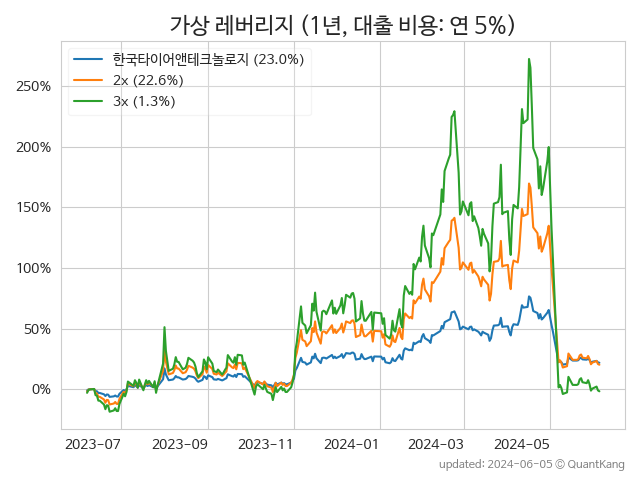 가상 레버리지 (1년, 대출 비용: 연 5%)
한국타이어앤테크놀로지 (23.0%)
2x (22.6%)
3x (1.3%)
250%
200%
150%
100%
50%
0%
2023-07 2023-09 2023-11 2024-01 2024-03 2024-05
updated: 2024-06-05 © QuantKang